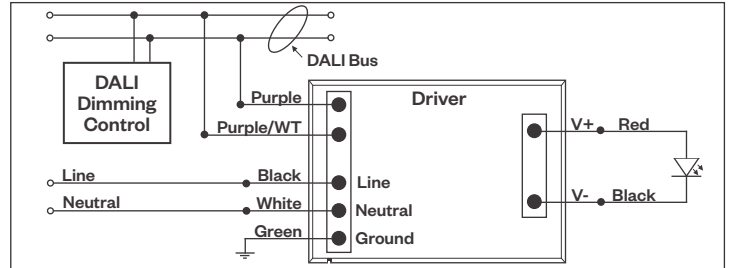 DALI Bus
DALI
Dimming
Control
Purple
Driver
Purple/WT
V+ Red
Line Black Line
Neutral White Neutral
V- Black
Green Ground